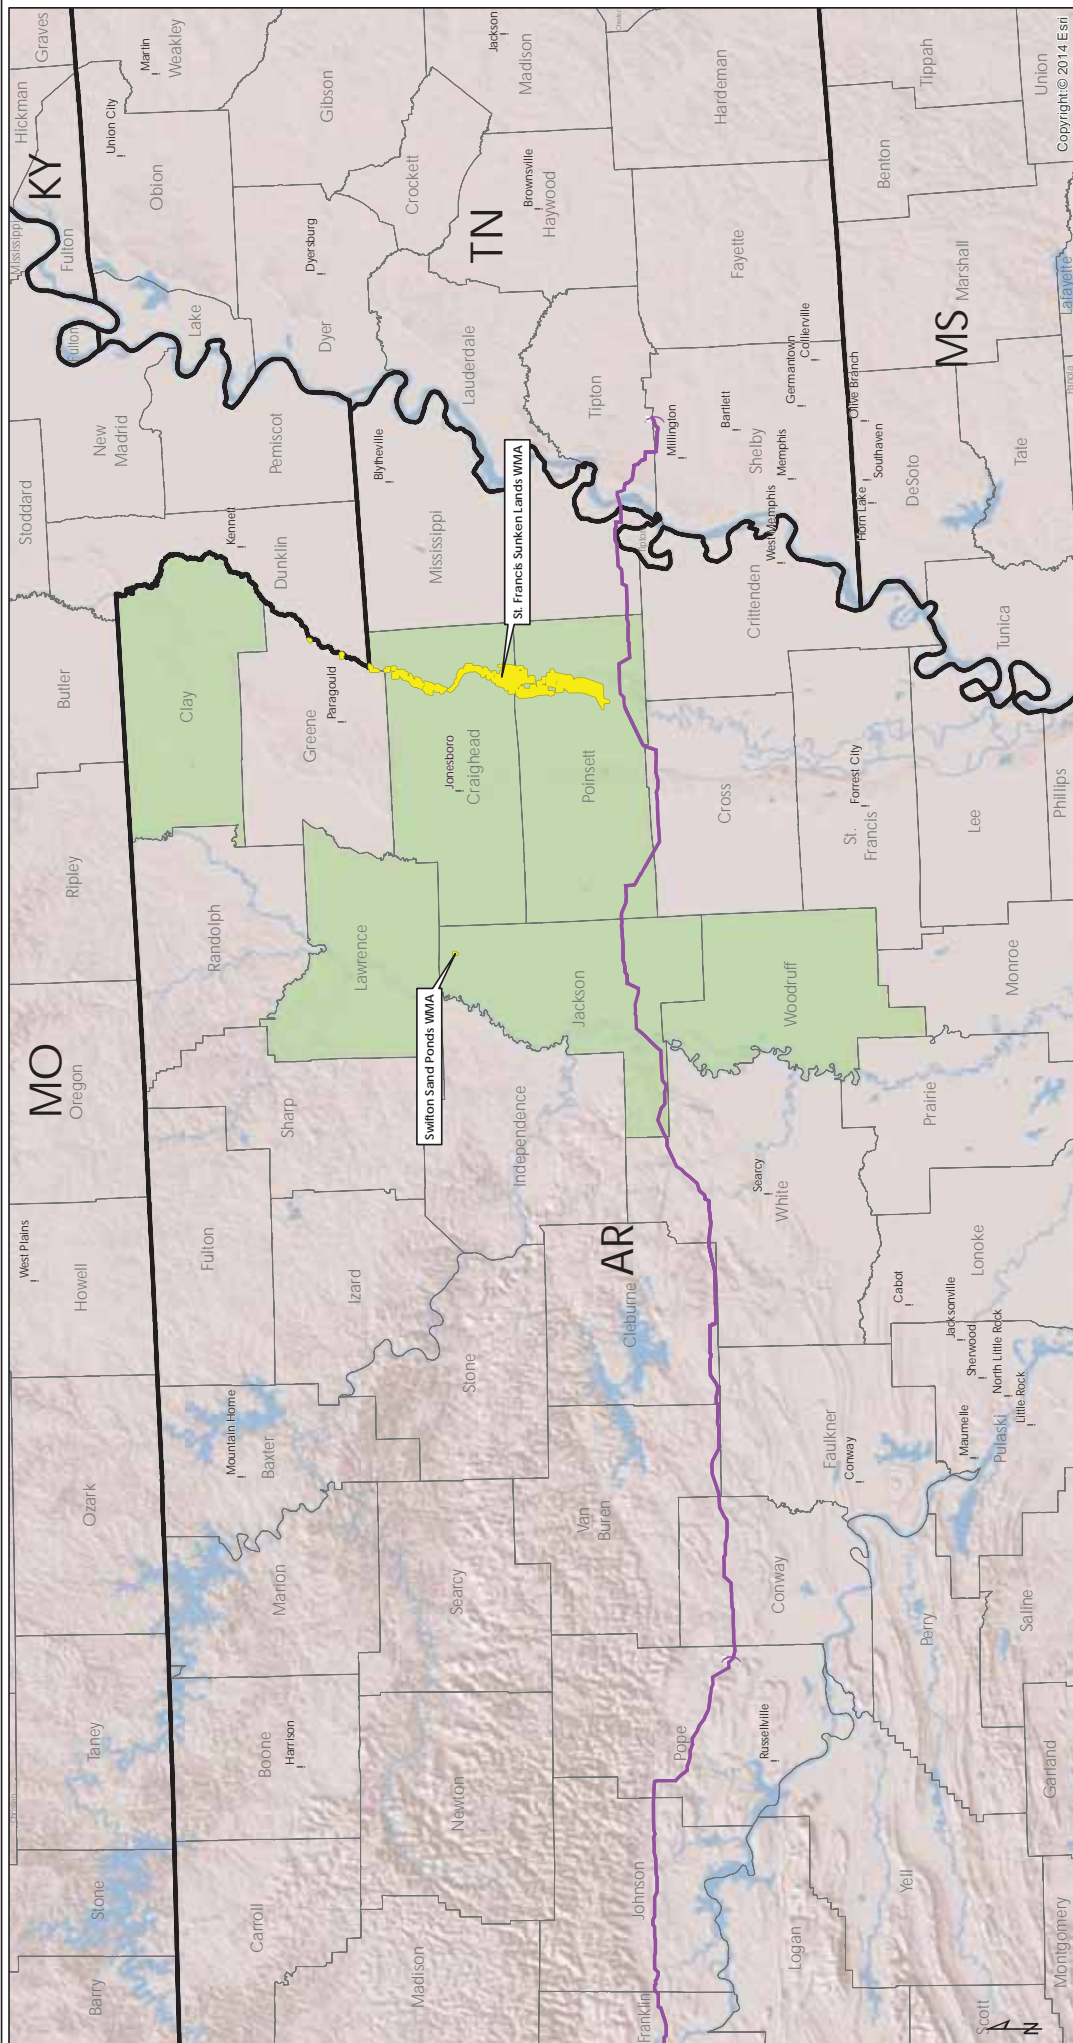 West Plains
Howell
MO
Oregon
Ripley
Butler
Stoddard
New
Madrid
Fulton
Mississippi
Fulton
KY
Hickman
Graves
Barry
Stone
Taney
Ozark
Pemiscot
Lake
Obion
Union City
Martin
Weakley
Kennett
Dunklin
Carroll
Boone
Harrison
Marion
Mountain Home
Baxter
Fulton
Randolph
Clay
Greene
Paragould
Dyer
Dyersburg
Gibson
Sharp
Izard
Lawrence
Blytheville
Mississippi
Lauderdale
Crockett
TN
Jackson
Madison
Madison
Newton
Searcy
Stone
Independence
Swifton Sand Ponds WMA
Jonesboro
Craighead
St. Francis Sunken Lands WMA
Brownsville
Haywood
Jackson
Poinsett
Tipton
Van
Buren
Cleburne
AR
Franklin
Johnson
Pope
Millington
Tipton
Russellville
Conway
Faulkner
Conway
Searcy
White
Woodruff
Cross
Crittenden
West Memphis
Memphis
Shelby
Bartlett
Germantown
Collierville
Fayette
Hardeman
Logan
Yell
Perry
Cabot
Prairie
St.
Francis
Forrest City
Horn Lake
Southaven
Olive Branch
DeSoto
MS
Marshall
Benton
Tippah
Scott
Montgomery
Garland
Saline
Maumelle
Pulaski
Little Rock
North Little Rock
Sherwood
Jacksonville
Lonoke
Monroe
Lee
Phillips
Tunica
Tate
Panola
Lafayette
Union
N
Copyright:© 2014 Esri